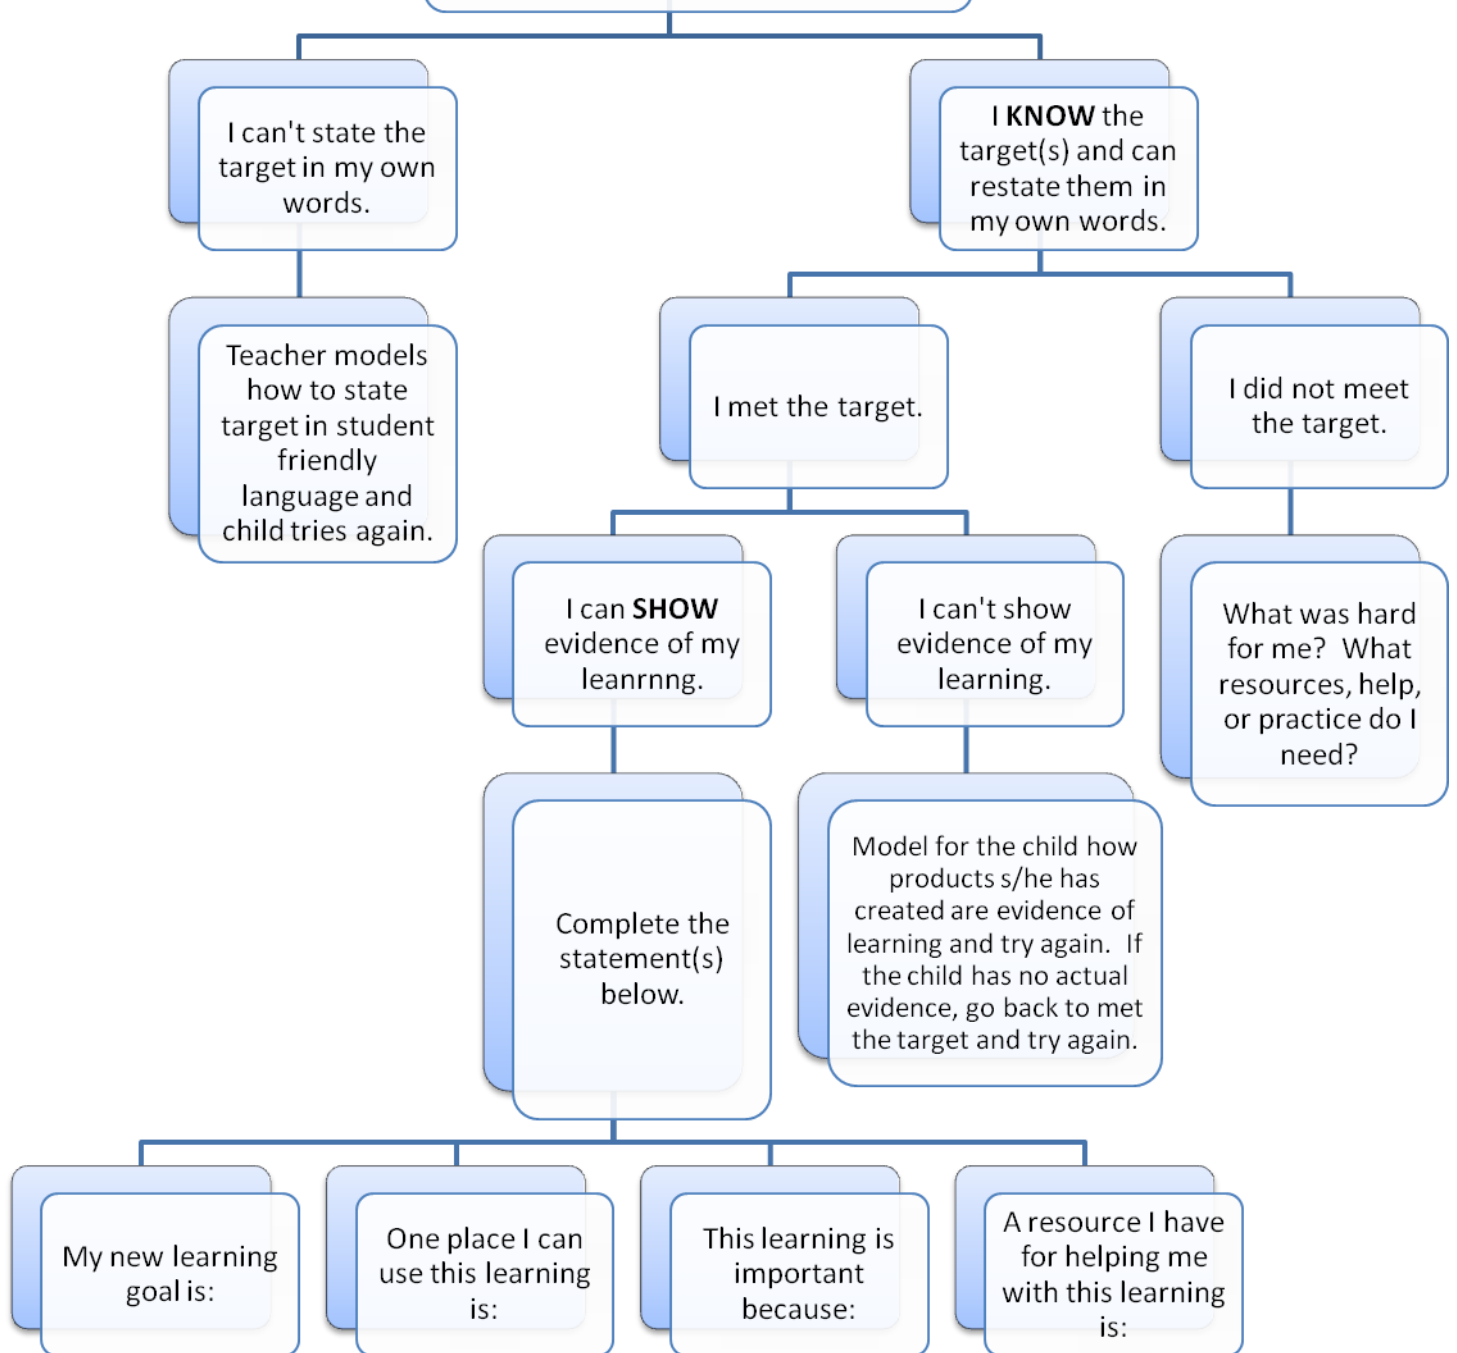 I can't state the
target in my own
words.
I KNOW the
target(s) and can
restate them in
my own words.
Teacher models
how to state
target in student
friendly
language and
child tries again.
I met the target.
I did not meet
the target.
I can SHOW
evidence of my
leanrnng.
I can't show
evidence of my
learning.
What was hard
for me? What
resources, help,
or practice do I
need?
Complete the
statement(s)
below.
Model for the child how
products s/he has
created are evidence of
learning and try again. If
the child has no actual
evidence, go back to met
the target and try again.
My new learning
goal is:
One place I can
use this learning
is:
This learning is
important
because:
A resource I have
for helping me
with this learning
is: